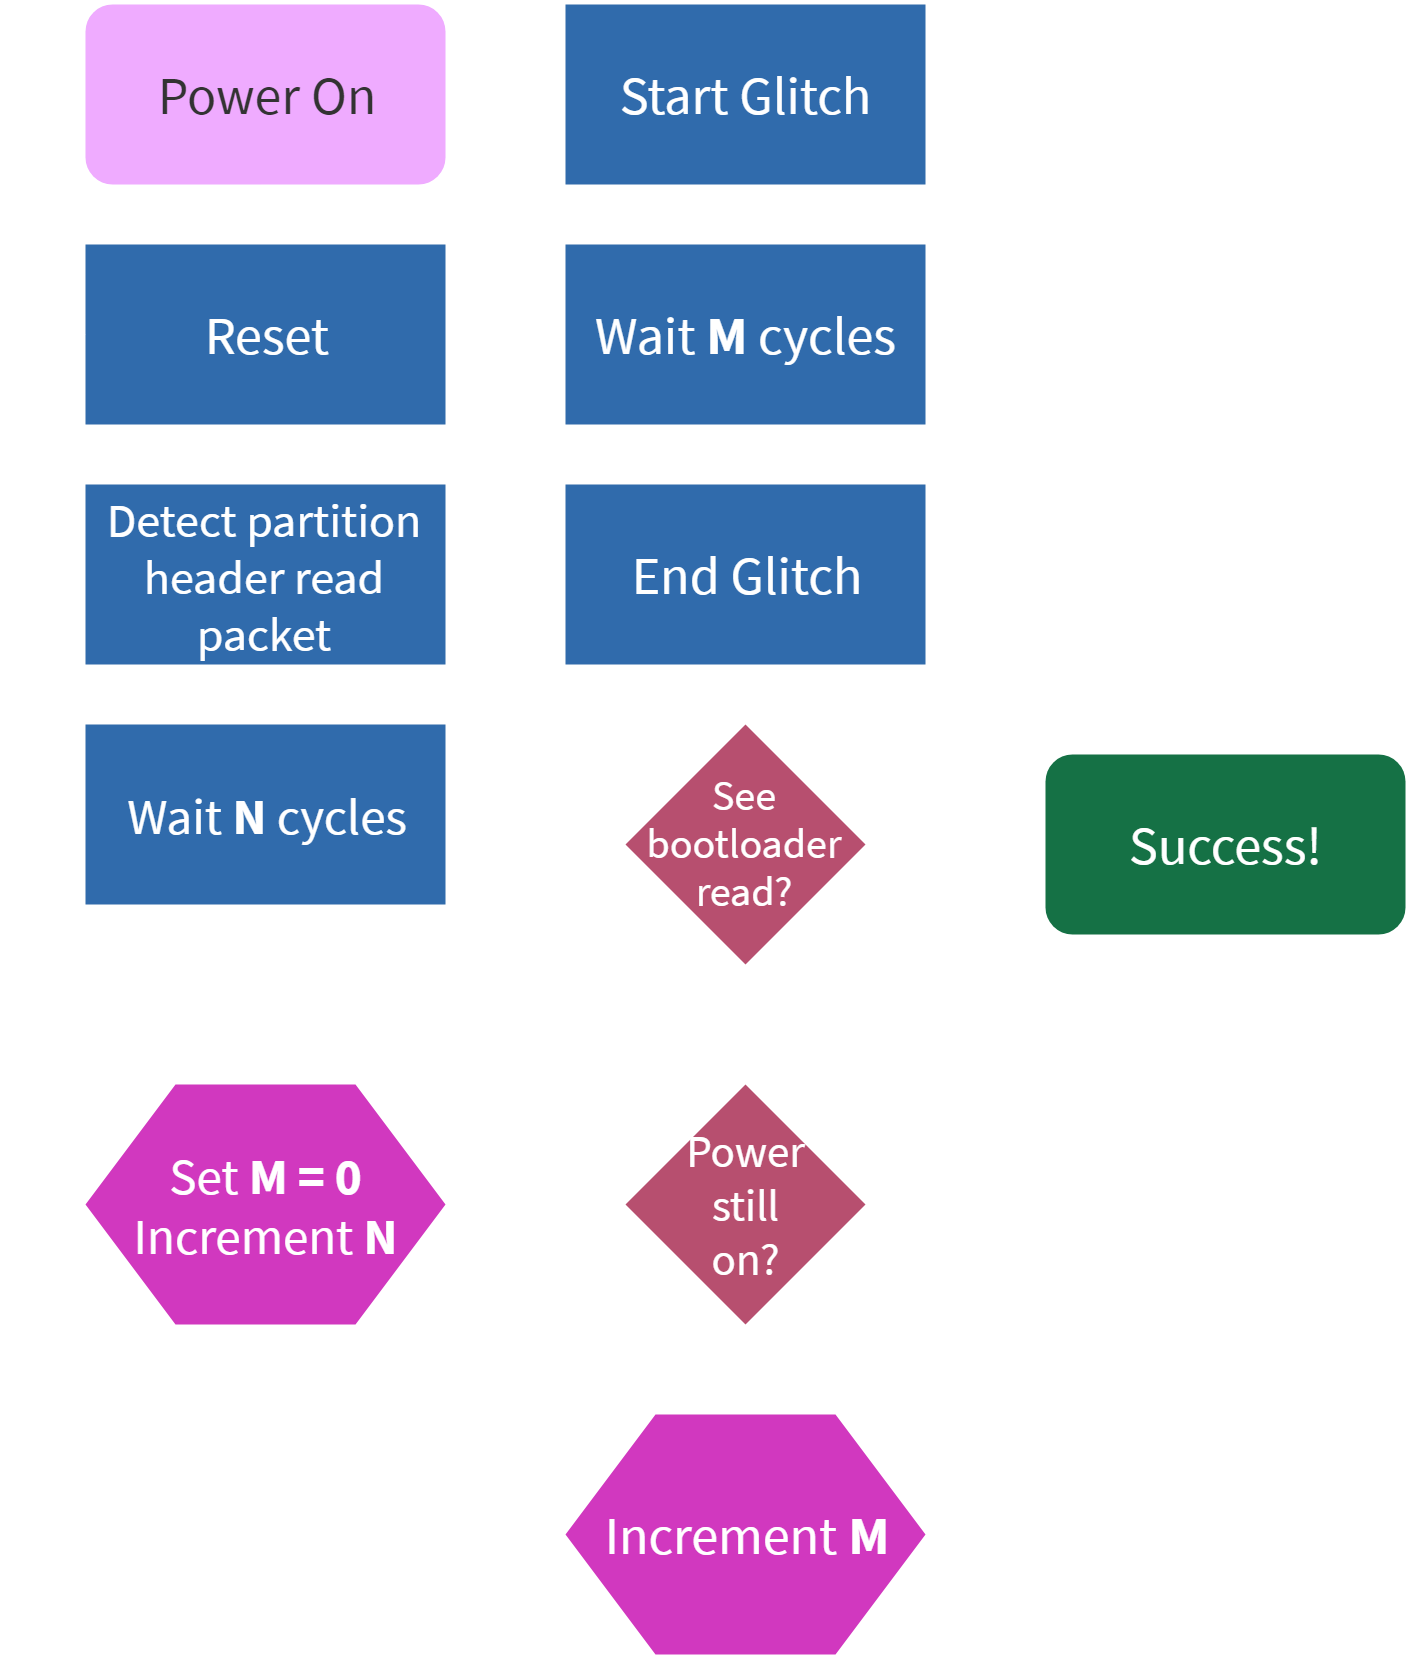 Power On
Reset
Detect partition
header read
packet
Wait N cycles
Set M = 0
Increment N
Start Glitch
Wait M cycles
End Glitch
See
bootloader
read?
Power
still
on?
Increment M
Success!